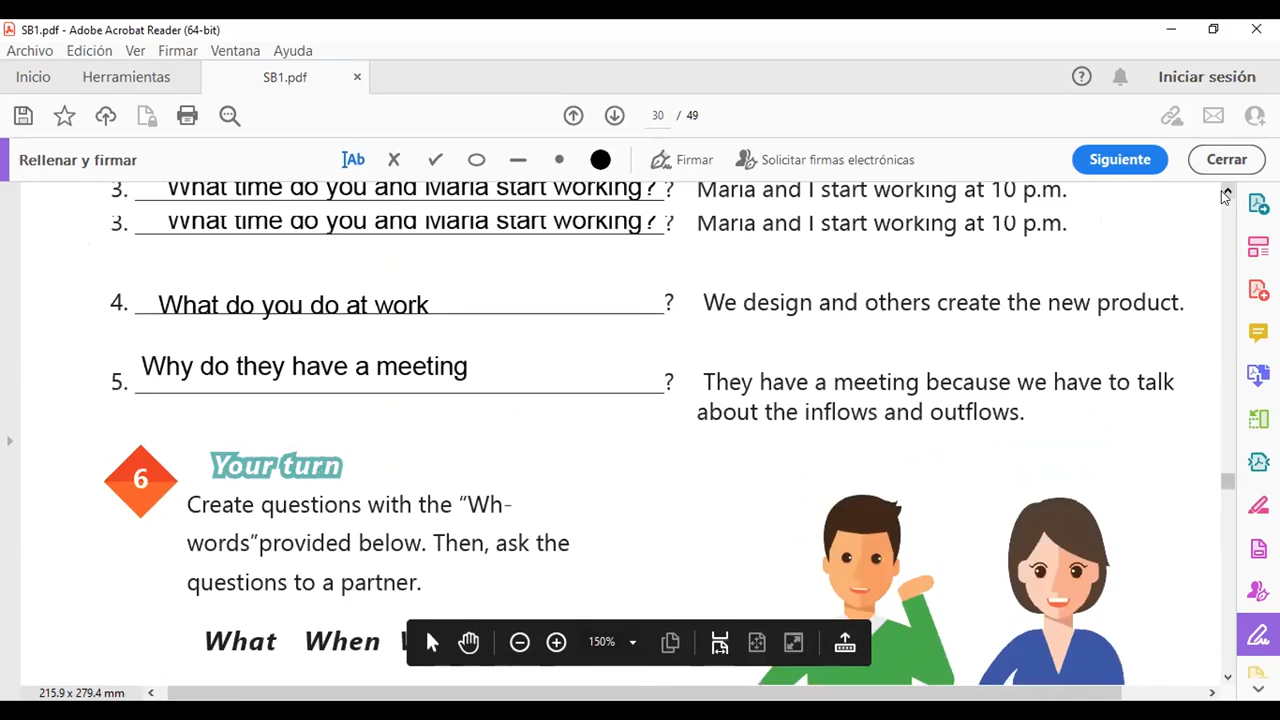 SB1.pdf - Adobe Acrobat Reader (64-bit)
Archivo Edición Ver Firmar Ventana Ayuda
Inicio Herramientas SB1.pdf × Iniciar sesión
30 / 49
Rellenar y firmar Ab Firmar Solicitar firmas electrónicas Siguiente Cerrar
3. What time do you and Maria start working? ? Maria and I start working at 10 p.m.
3. What time do you and Maria start working? ? Maria and I start working at 10 p.m.
4. What do you do at work ? We design and others create the new product.
Why do they have a meeting
5. ? They have a meeting because we have to talk
about the inflows and outflows.
6 Your turn
Create questions with the “Wh-
words”provided below. Then, ask the
questions to a partner.
What When
150%
215.9 x 279.4 mm